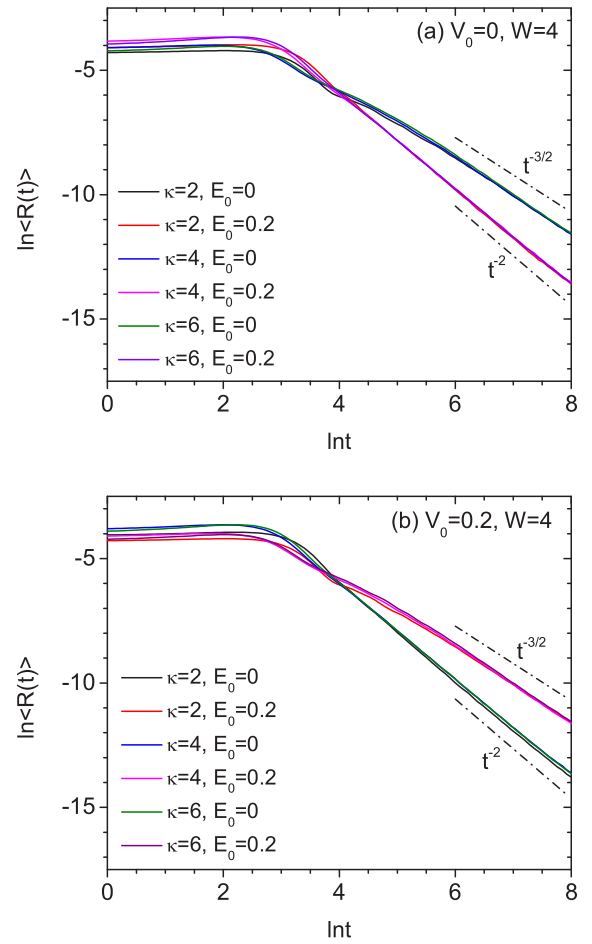 (a) V₀=0, W=4
-5
t⁻³/²
-10
ln<R(t)>
κ=2, E₀=0
κ=2, E₀=0.2
κ=4, E₀=0
t⁻²
κ=4, E₀=0.2
-15
κ=6, E₀=0
κ=6, E₀=0.2
0 2 4 6 8
lnt
(b) V₀=0.2, W=4
-5
t⁻³/²
-10
ln<R(t)>
κ=2, E₀=0
κ=2, E₀=0.2
κ=4, E₀=0
t⁻²
κ=4, E₀=0.2
-15
κ=6, E₀=0
κ=6, E₀=0.2
0 2 4 6 8
lnt